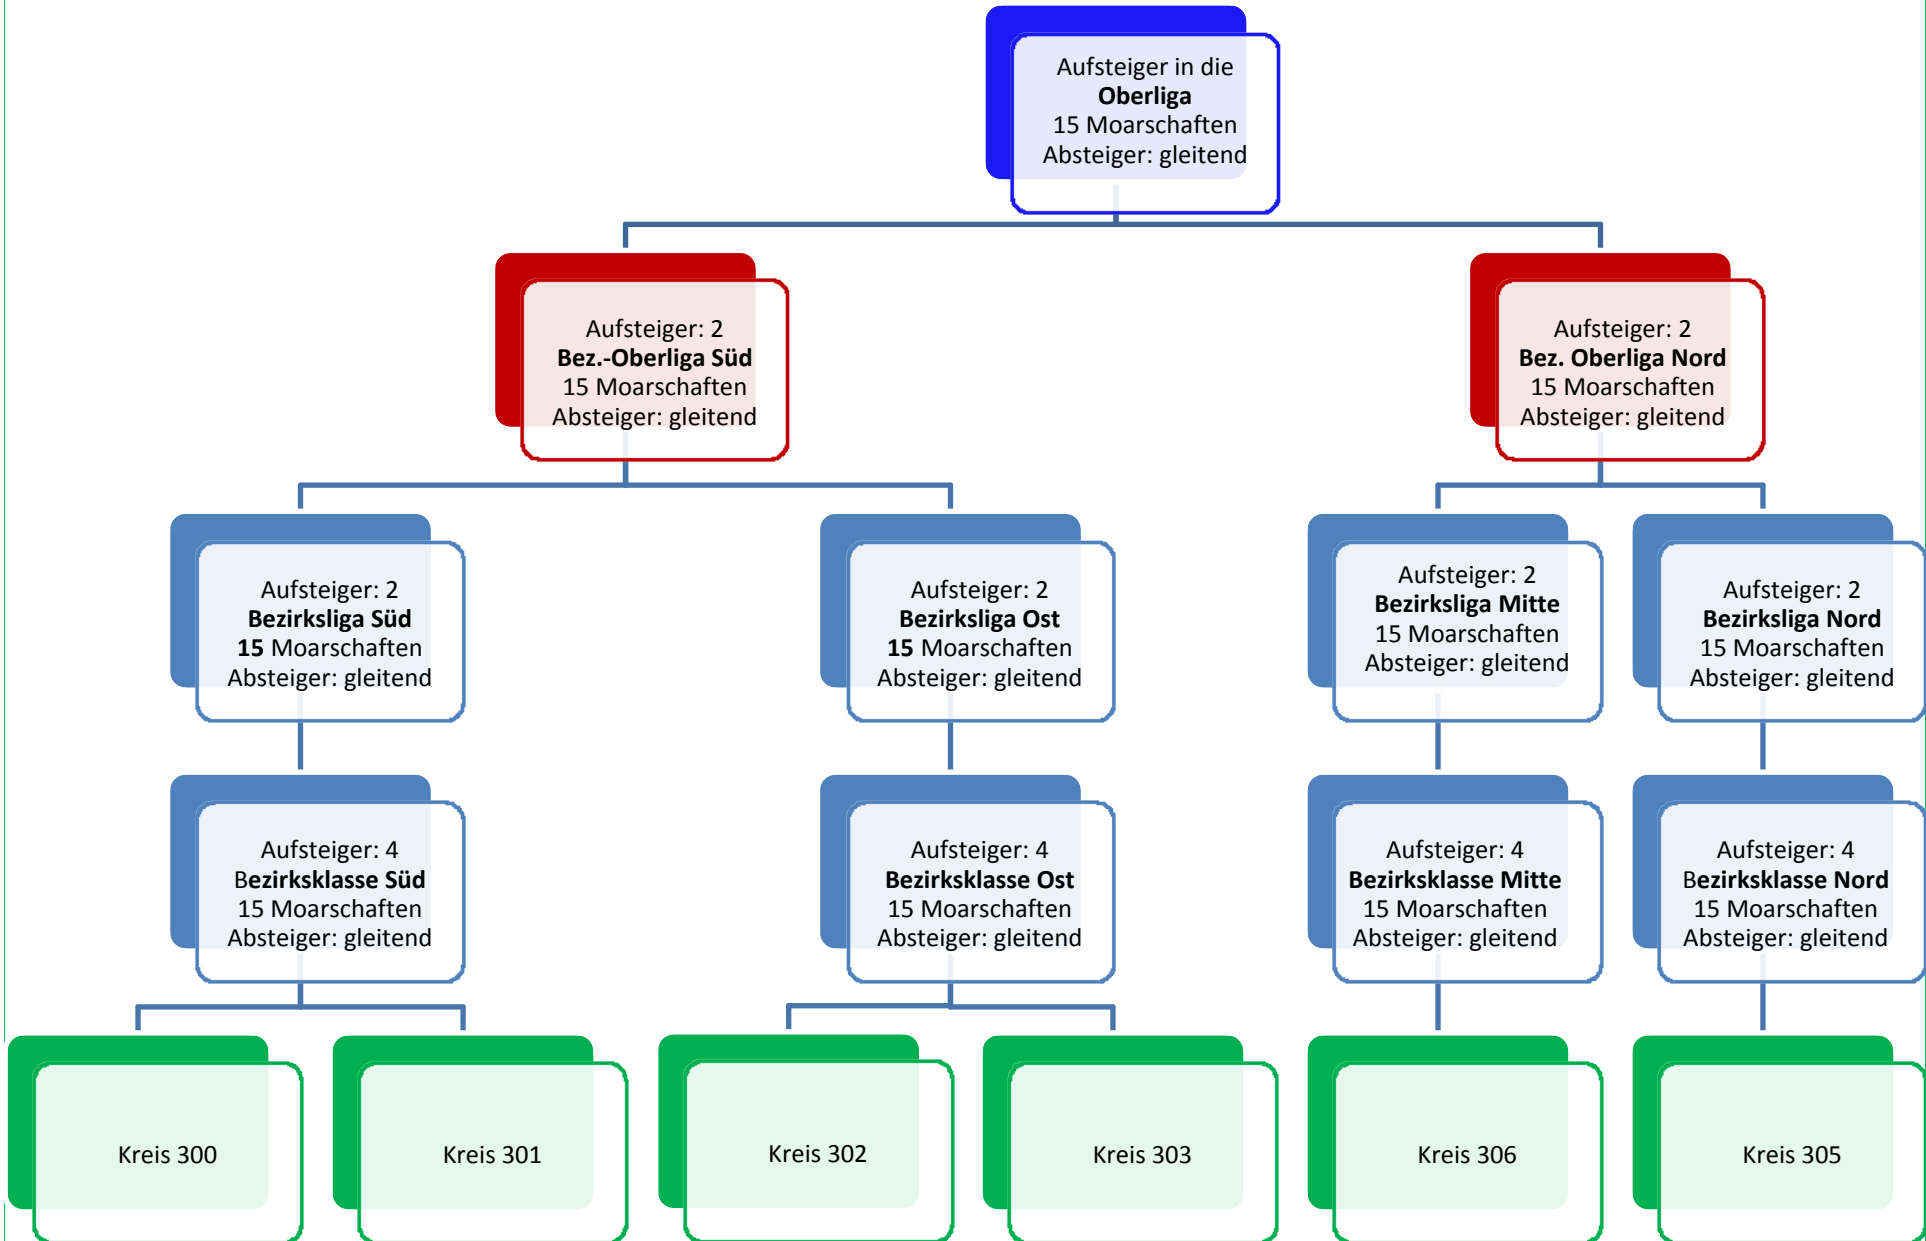 Aufsteiger in die
Oberliga
15 Moarschaften
Absteiger: gleitend
Aufsteiger: 2
Bez.-Oberliga Süd
15 Moarschaften
Absteiger: gleitend
Aufsteiger: 2
Bez. Oberliga Nord
15 Moarschaften
Absteiger: gleitend
Aufsteiger: 2
Bezirksliga Süd
15 Moarschaften
Absteiger: gleitend
Aufsteiger: 2
Bezirksliga Ost
15 Moarschaften
Absteiger: gleitend
Aufsteiger: 2
Bezirksliga Mitte
15 Moarschaften
Absteiger: gleitend
Aufsteiger: 2
Bezirksliga Nord
15 Moarschaften
Absteiger: gleitend
Aufsteiger: 4
Bezirksklasse Süd
15 Moarschaften
Absteiger: gleitend
Aufsteiger: 4
Bezirksklasse Ost
15 Moarschaften
Absteiger: gleitend
Aufsteiger: 4
Bezirksklasse Mitte
15 Moarschaften
Absteiger: gleitend
Aufsteiger: 4
Bezirksklasse Nord
15 Moarschaften
Absteiger: gleitend
Kreis 300
Kreis 301
Kreis 302
Kreis 303
Kreis 306
Kreis 305